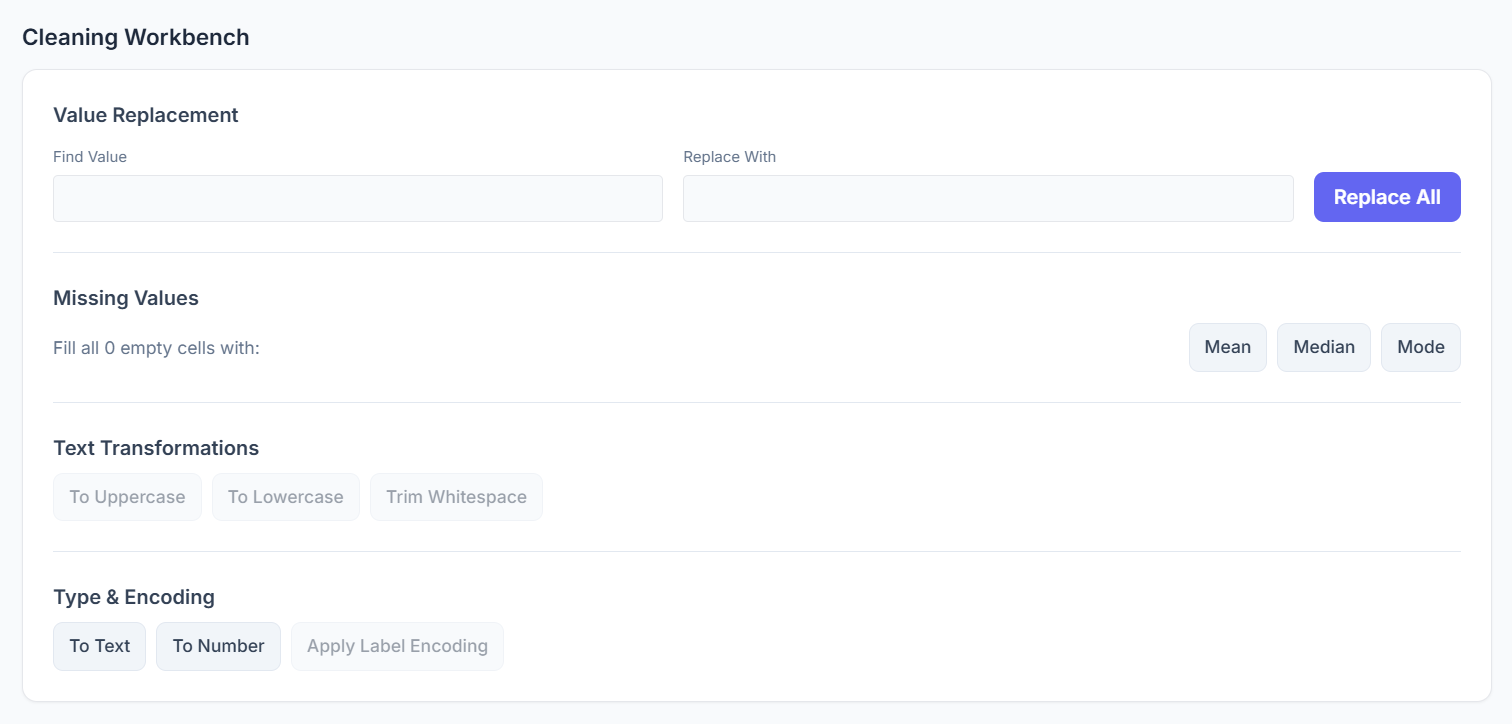 Cleaning Workbench
Value Replacement
Find Value
Replace With
Replace All
Missing Values
Fill all 0 empty cells with:
Mean
Median
Mode
Text Transformations
To Uppercase
To Lowercase
Trim Whitespace
Type & Encoding
To Text
To Number
Apply Label Encoding